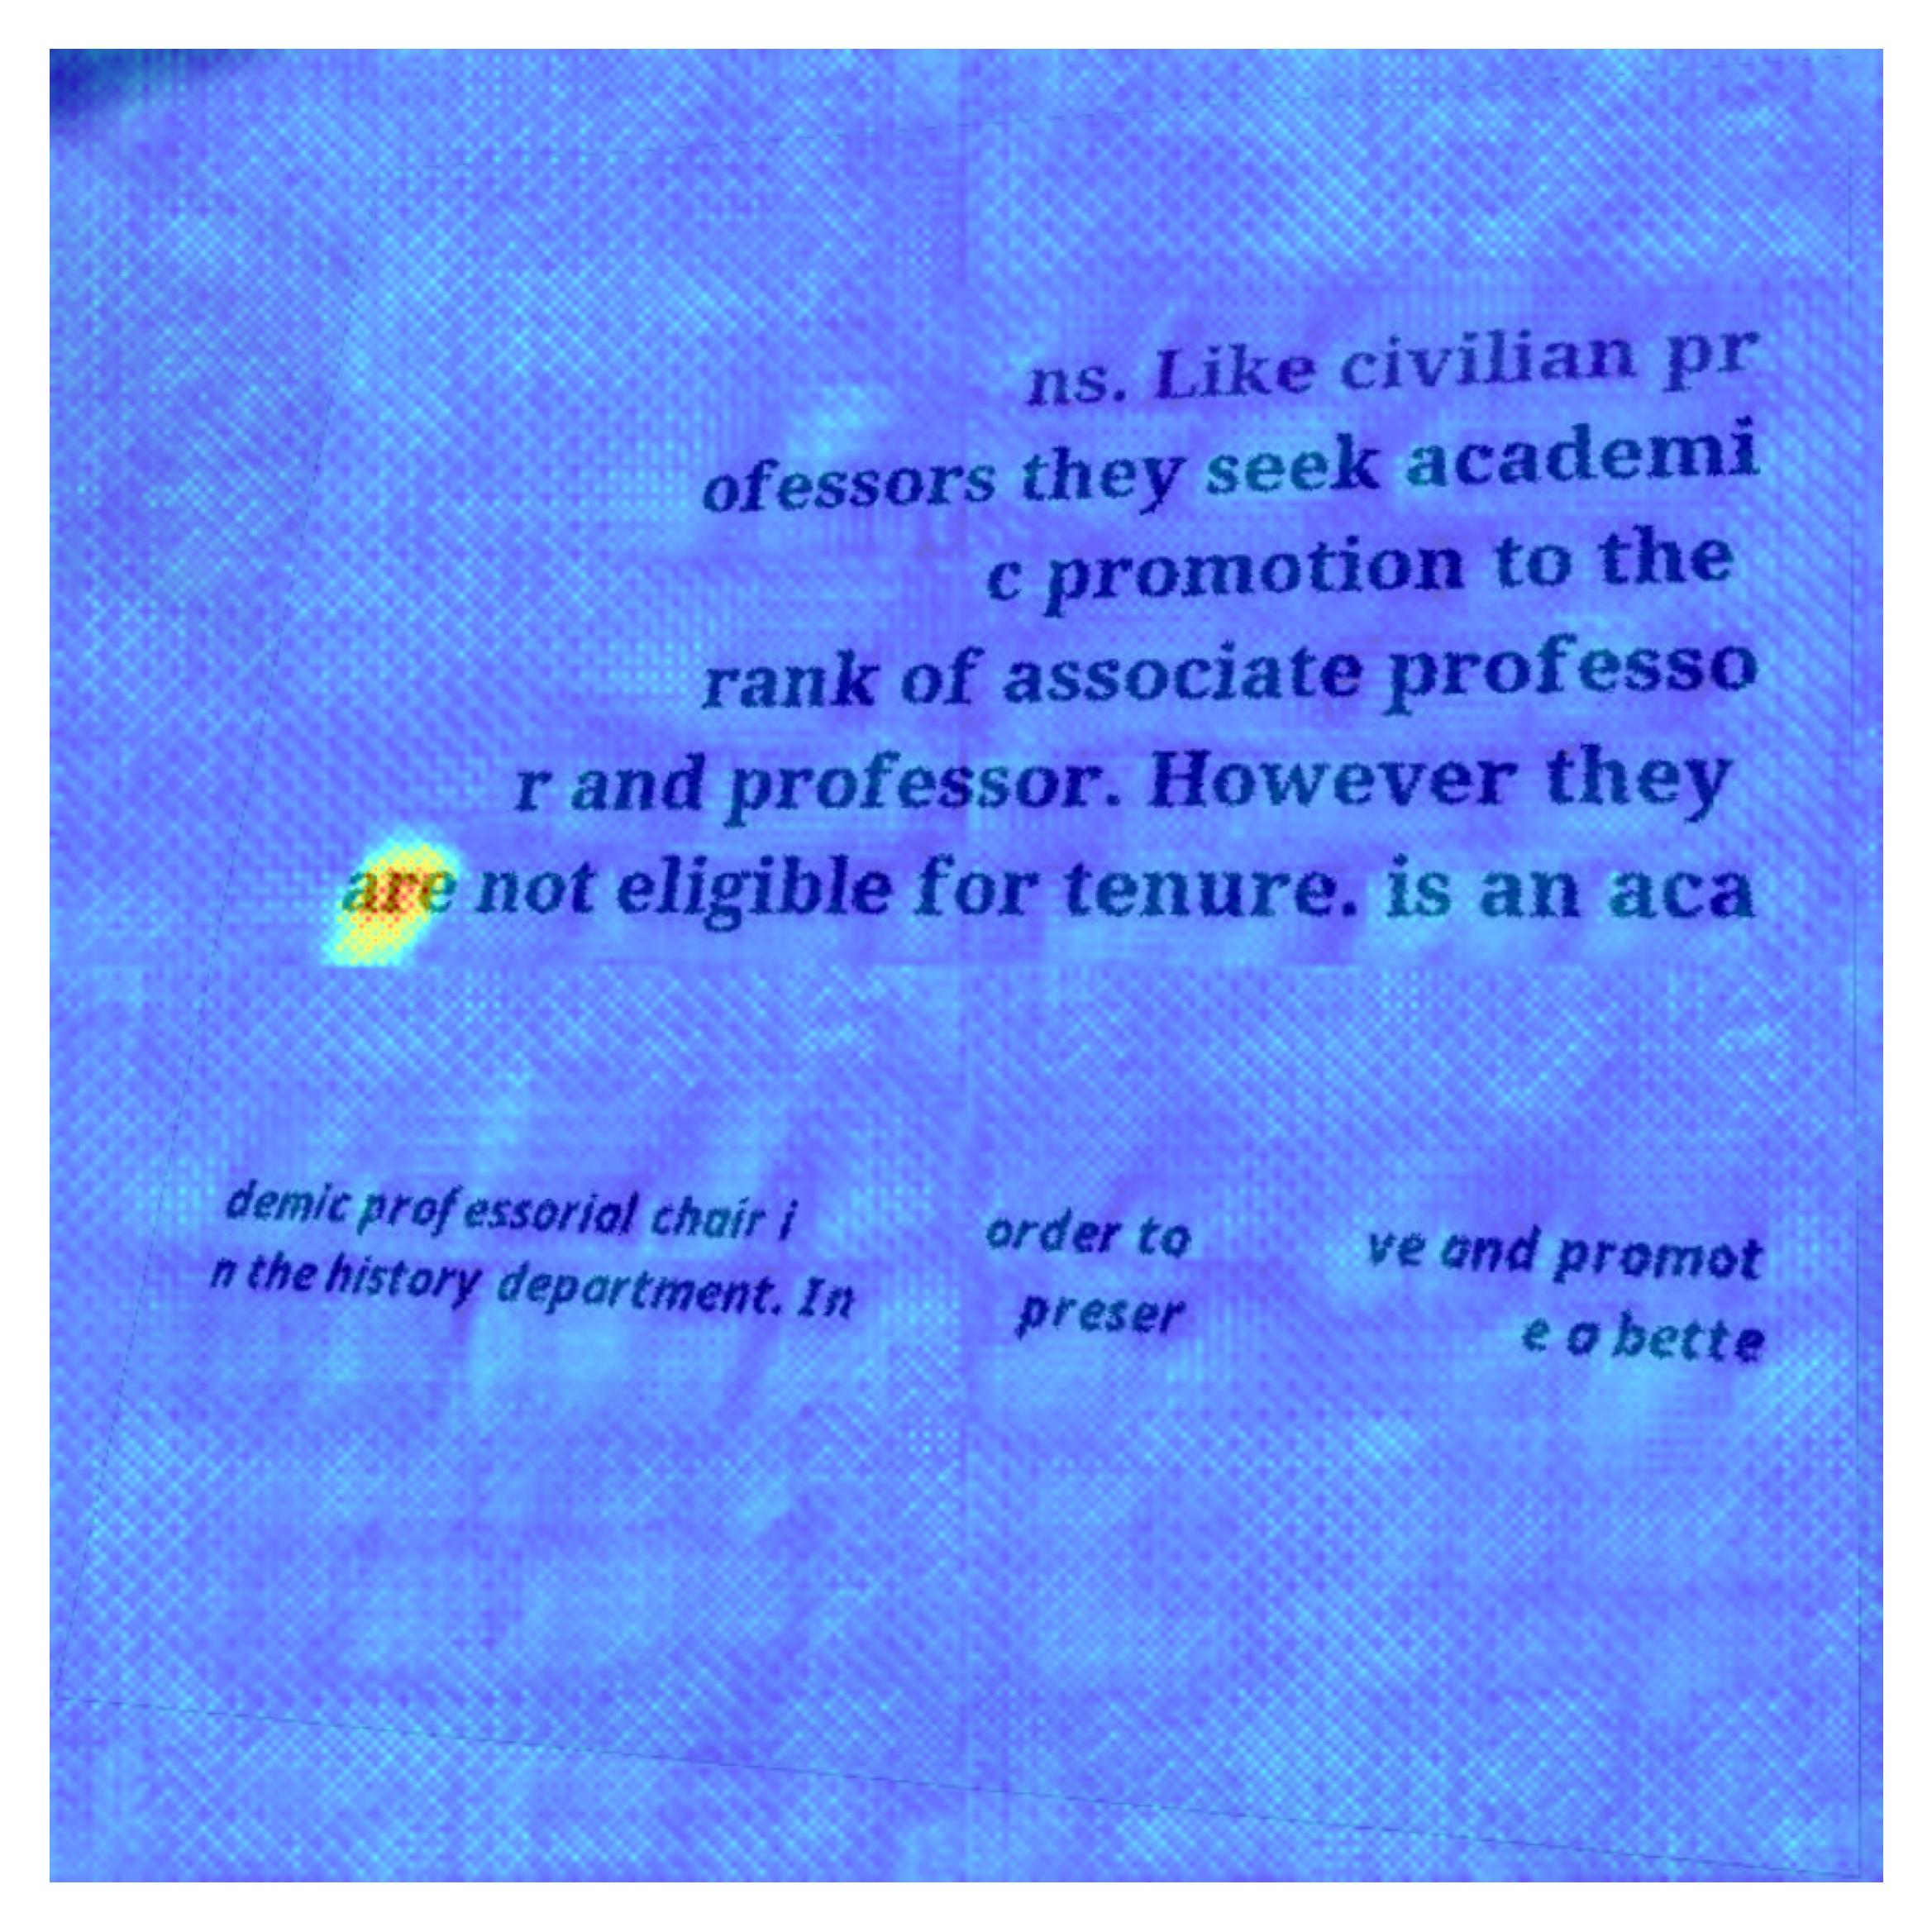 ns. Like civilian pr
ofessors they seek academi
c promotion to the
rank of associate professo
r and professor. However they
are not eligible for tenure. is an aca
demic professorial chair i
n the history department. In
order to
preser
ve and promot
e a bette